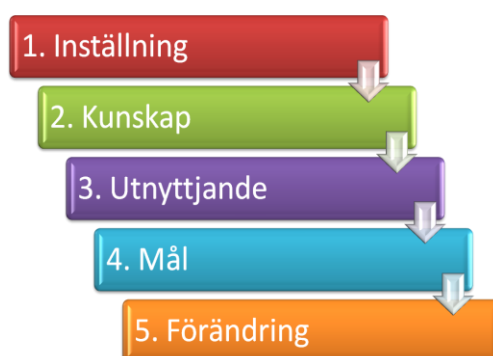 1. Inställning
2. Kunskap
3. Utnyttjande
4. Mål
5. Förändring